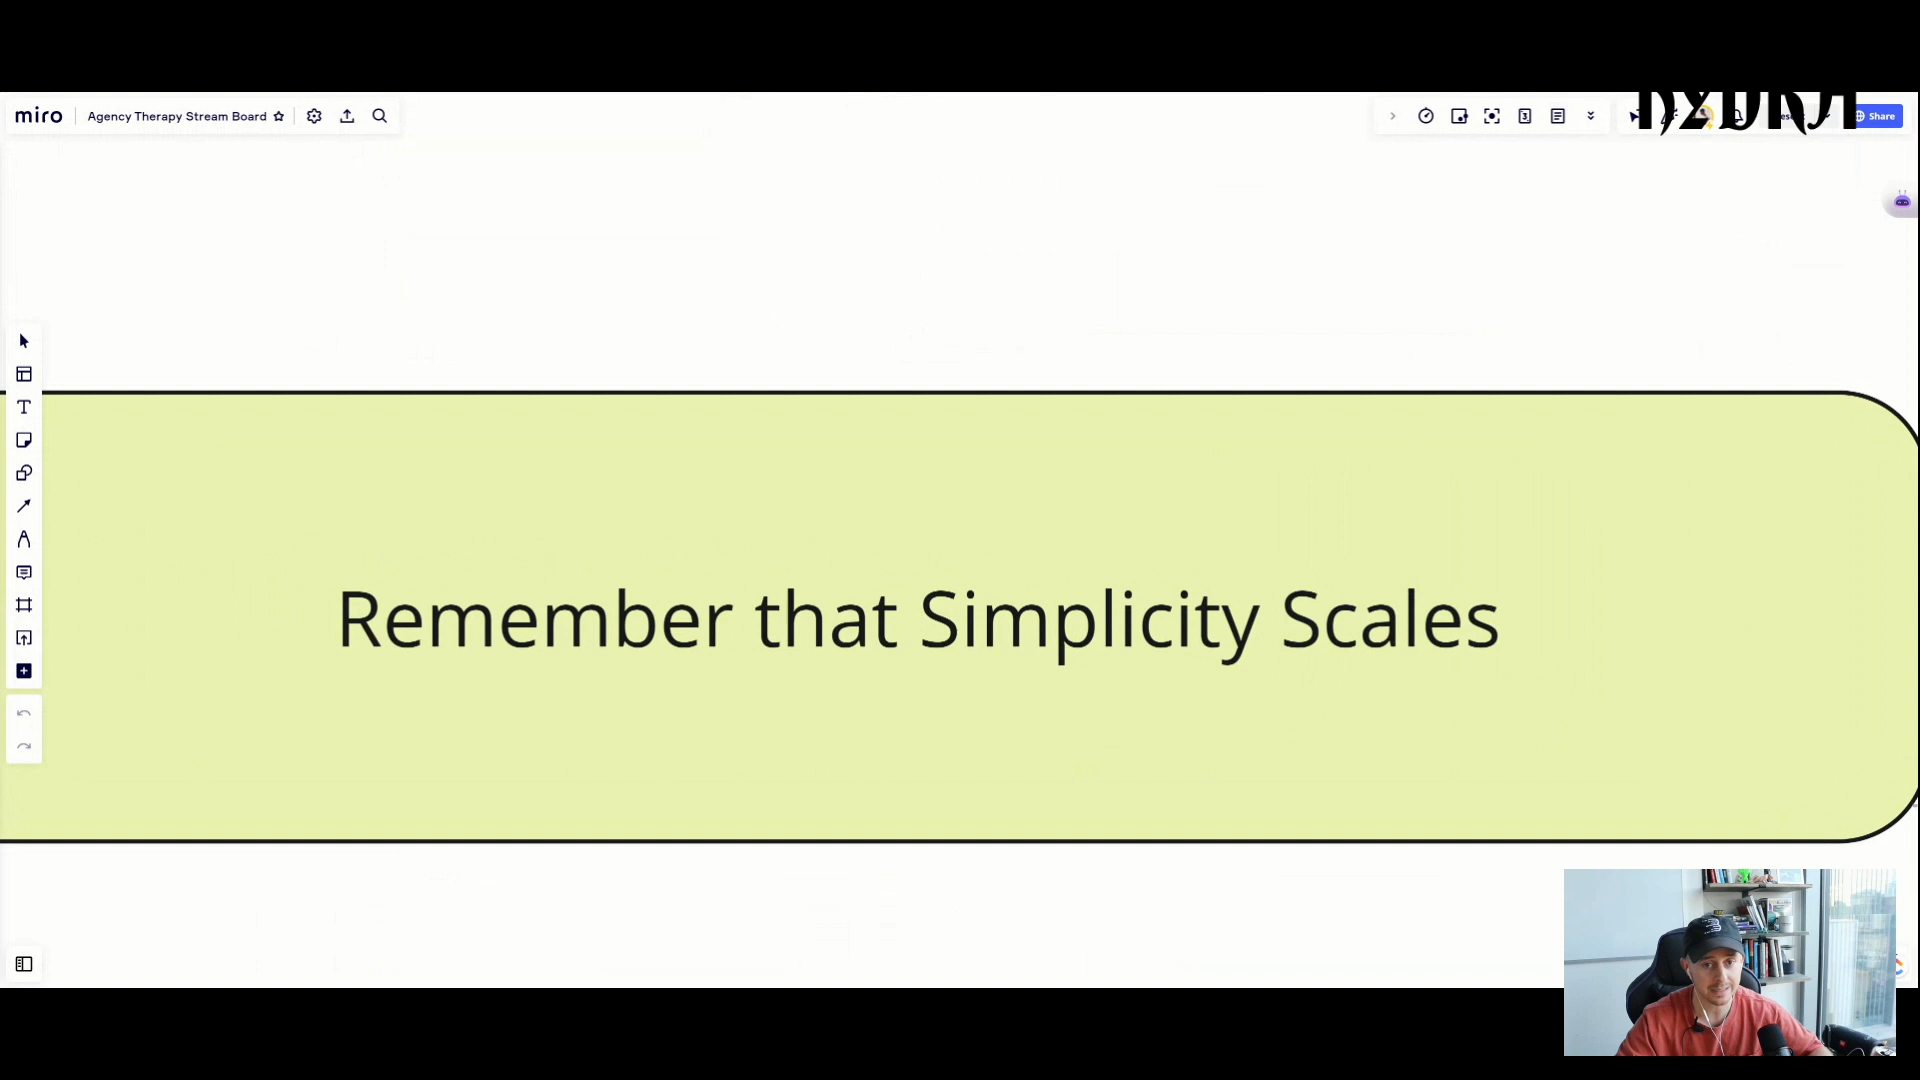 miro
Agency Therapy Stream Board
Share
Remember that Simplicity Scales